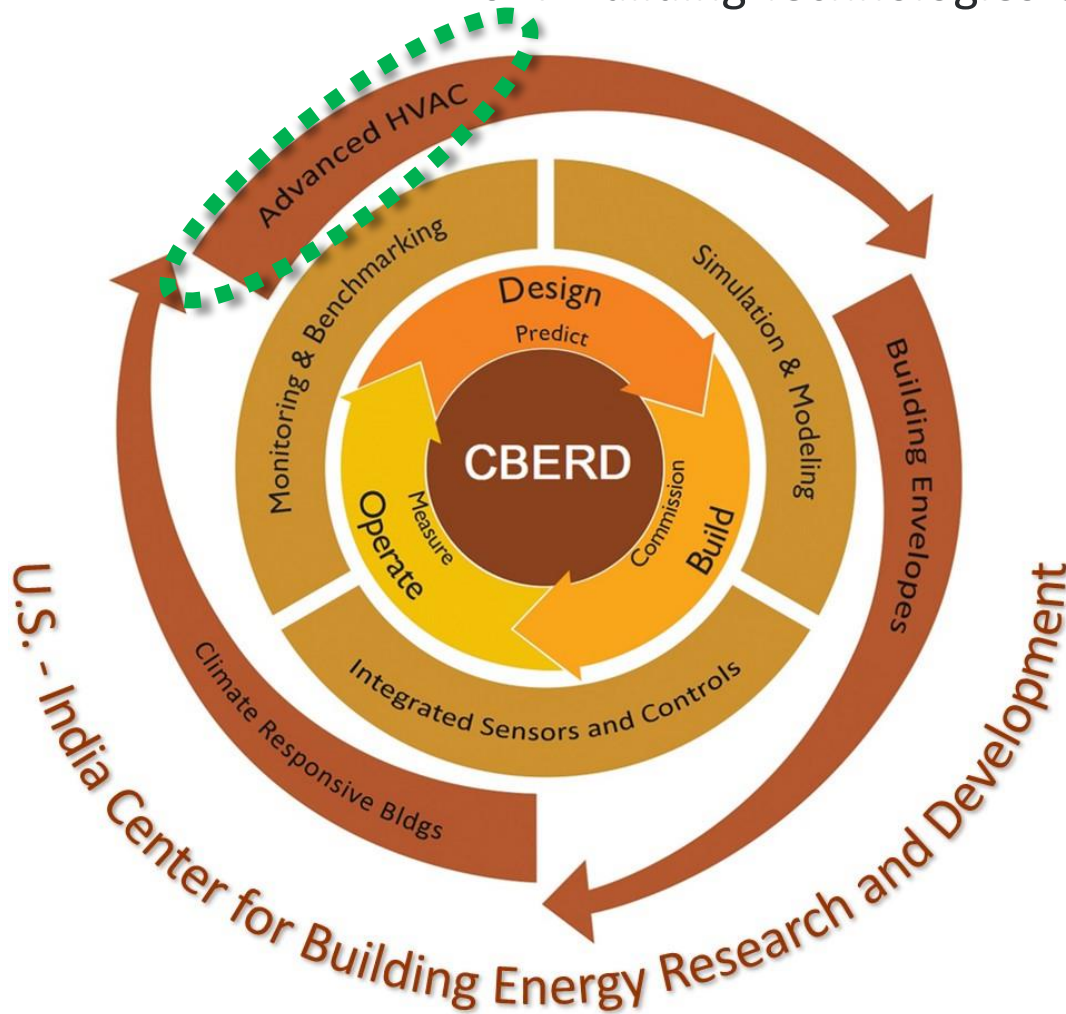 Advanced HVAC
Building Envelopes
Climate Responsive Bldgs
Monitoring & Benchmarking
Simulation & Modeling
Integrated Sensors and Controls
Design
Predict
Build
Commission
Operate
Measure
CBERD
U.S. - India Center for Building Energy Research and Development